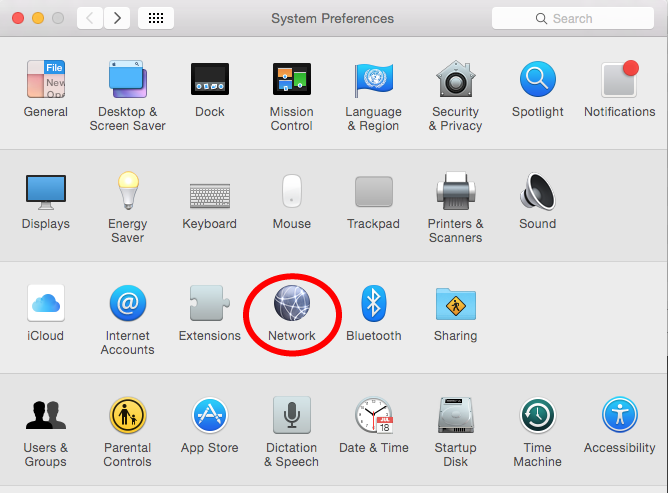 System Preferences
Search
File
New
Ope
General
Desktop &
Screen Saver
Dock
Mission
Control
Language
& Region
Security
& Privacy
Spotlight
Notifications
Displays
Energy
Saver
Keyboard
Mouse
Trackpad
Printers &
Scanners
Sound
iCloud
@
Internet
Accounts
Extensions
Network
Bluetooth
Sharing
Users &
Groups
Parental
Controls
App Store
Dictation
& Speech
JUL
18
Date & Time
Startup
Disk
Time
Machine
Accessibility